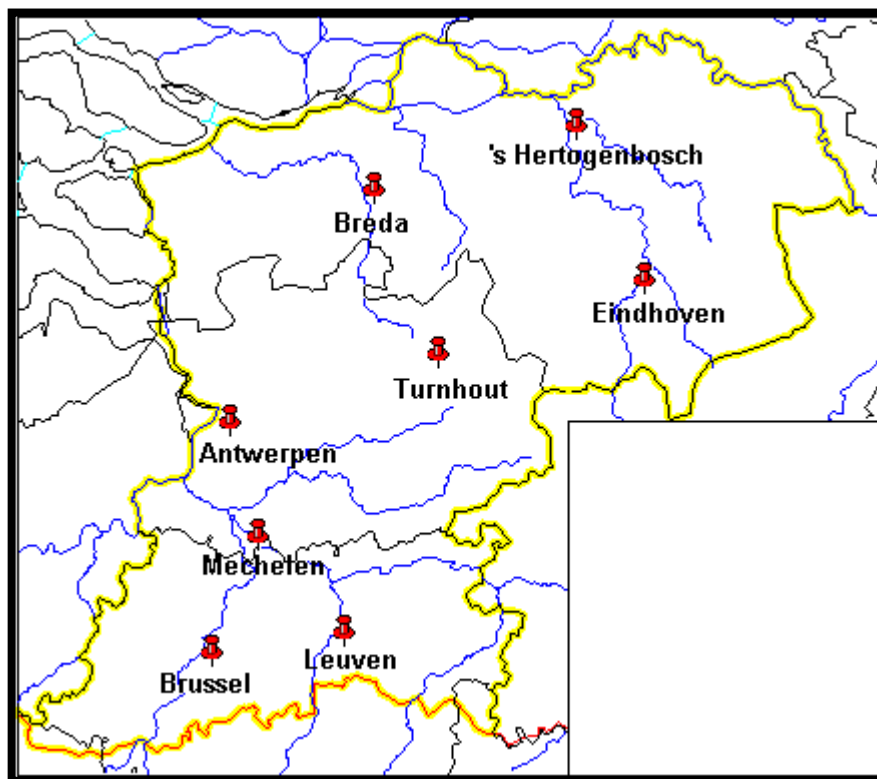 's Hertogenbosch
Breda
Eindhoven
Turnhout
Antwerpen
Mechelen
Leuven
Brussel